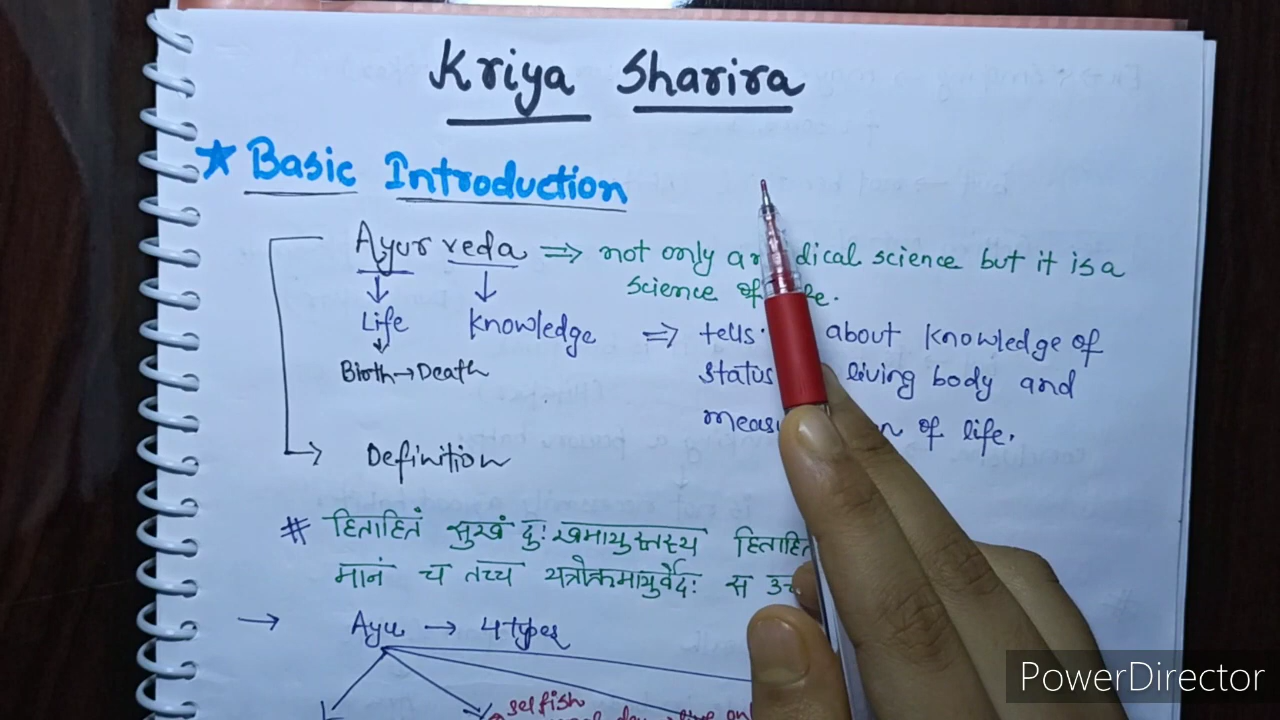 Kriya Sharira
★ Basic Introduction
Ayurveda ⇒ not only a dical science but it is a
science of
Life knowledge ⇒ tells about knowledge of
Birth → Death status living body and
of life.
Definition
# हिताहितं सुखं दुःखमायुस्तस्य
मानं च तच्च यत्रोक्तमायुर्वेदः स
→ Ayu → 4 types
selfish
PowerDirector